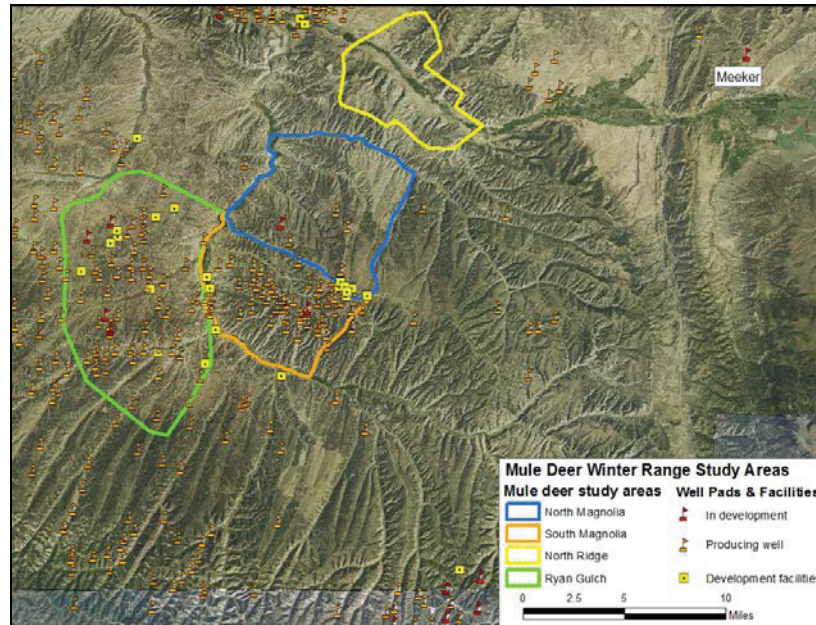 Meeker
Mule Deer Winter Range Study Areas
Mule deer study areas
North Magnolia
South Magnolia
North Ridge
Ryan Gulch
Well Pads & Facilities
In development
Producing well
Development facilities
0 2.5 5 10
Miles